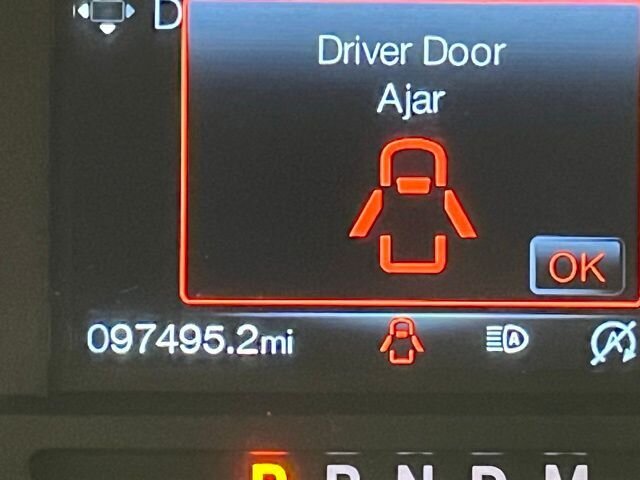 D
Driver Door
Ajar
OK
097495.2mi
A
A
P R N D M